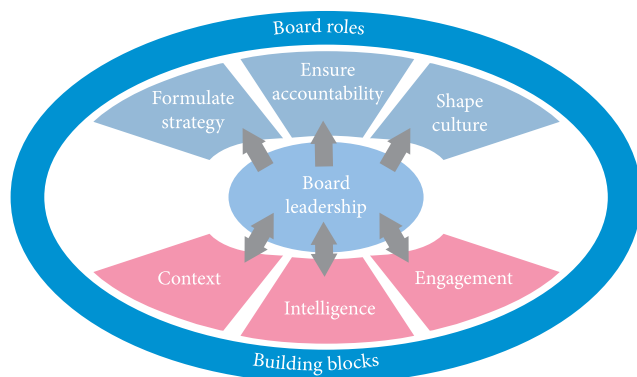 Board roles
Ensure
accountability
Formulate
strategy
Shape
culture
Board
leadership
Context
Intelligence
Engagement
Building blocks